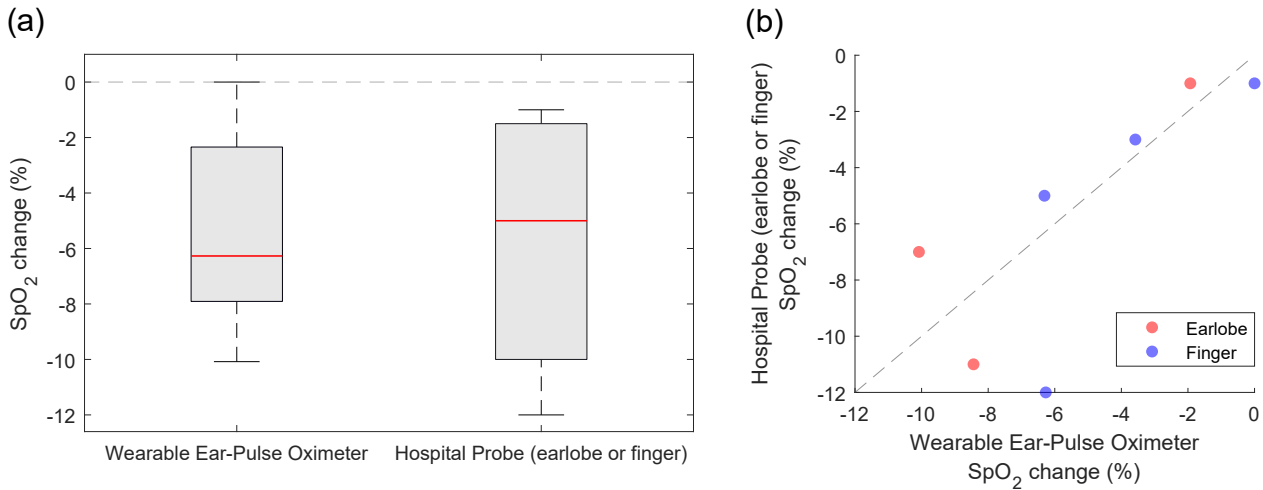 (a)
SpO2 change (%)
0
-2
-4
-6
-8
-10
-12
Wearable Ear-Pulse Oximeter
Hospital Probe (earlobe or finger)
(b)
Hospital Probe (earlobe or finger)
SpO2 change (%)
0
-2
-4
-6
-8
-10
-12
Earlobe
Finger
-12 -10 -8 -6 -4 -2 0
Wearable Ear-Pulse Oximeter
SpO2 change (%)